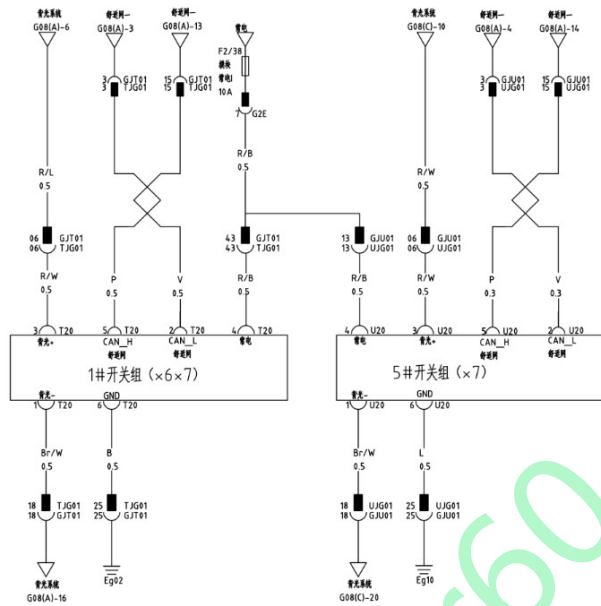 背光系统 舒适网一 舒适网一 常电 背光系统 舒适网一 舒适网一
G08(A)-6 G08(A)-3 G08(A)-13 G08(C)-10 G08(A)-4 G08(A)-14
F2/38
模块
常电1
10A
3 GJT01 15 GJT01 3 GJU01 15 GJU01
3 TJG01 15 TJG01 3 UJG01 15 UJG01
7 G2E
R/L R/B R/W
0.5 0.5 0.5
06 GJT01 43 GJT01 13 GJU01 06 GJU01
06 TJG01 43 TJG01 13 UJG01 06 UJG01
R/W P V R/B R/B R/W P V
0.5 0.5 0.5 0.5 0.5 0.5 0.3 0.3
3 T20 5 T20 2 T20 4 T20 4 U20 3 U20 5 U20 2 U20
背光+ CAN_H CAN_L 常电 常电 背光+ CAN_H CAN_L
舒适网 舒适网 舒适网 舒适网
1#开关组（×6×7） 5#开关组（×7）
背光- GND 背光- GND
1 T20 6 T20 1 U20 6 U20
Br/W B Br/W L
0.5 0.5 0.5 0.5
18 TJG01 25 TJG01 18 UJG01 25 UJG01
18 GJT01 25 GJT01 18 GJU01 25 GJU01
背光系统 Eg02 背光系统 Eg10
G08(A)-16 G08(C)-20